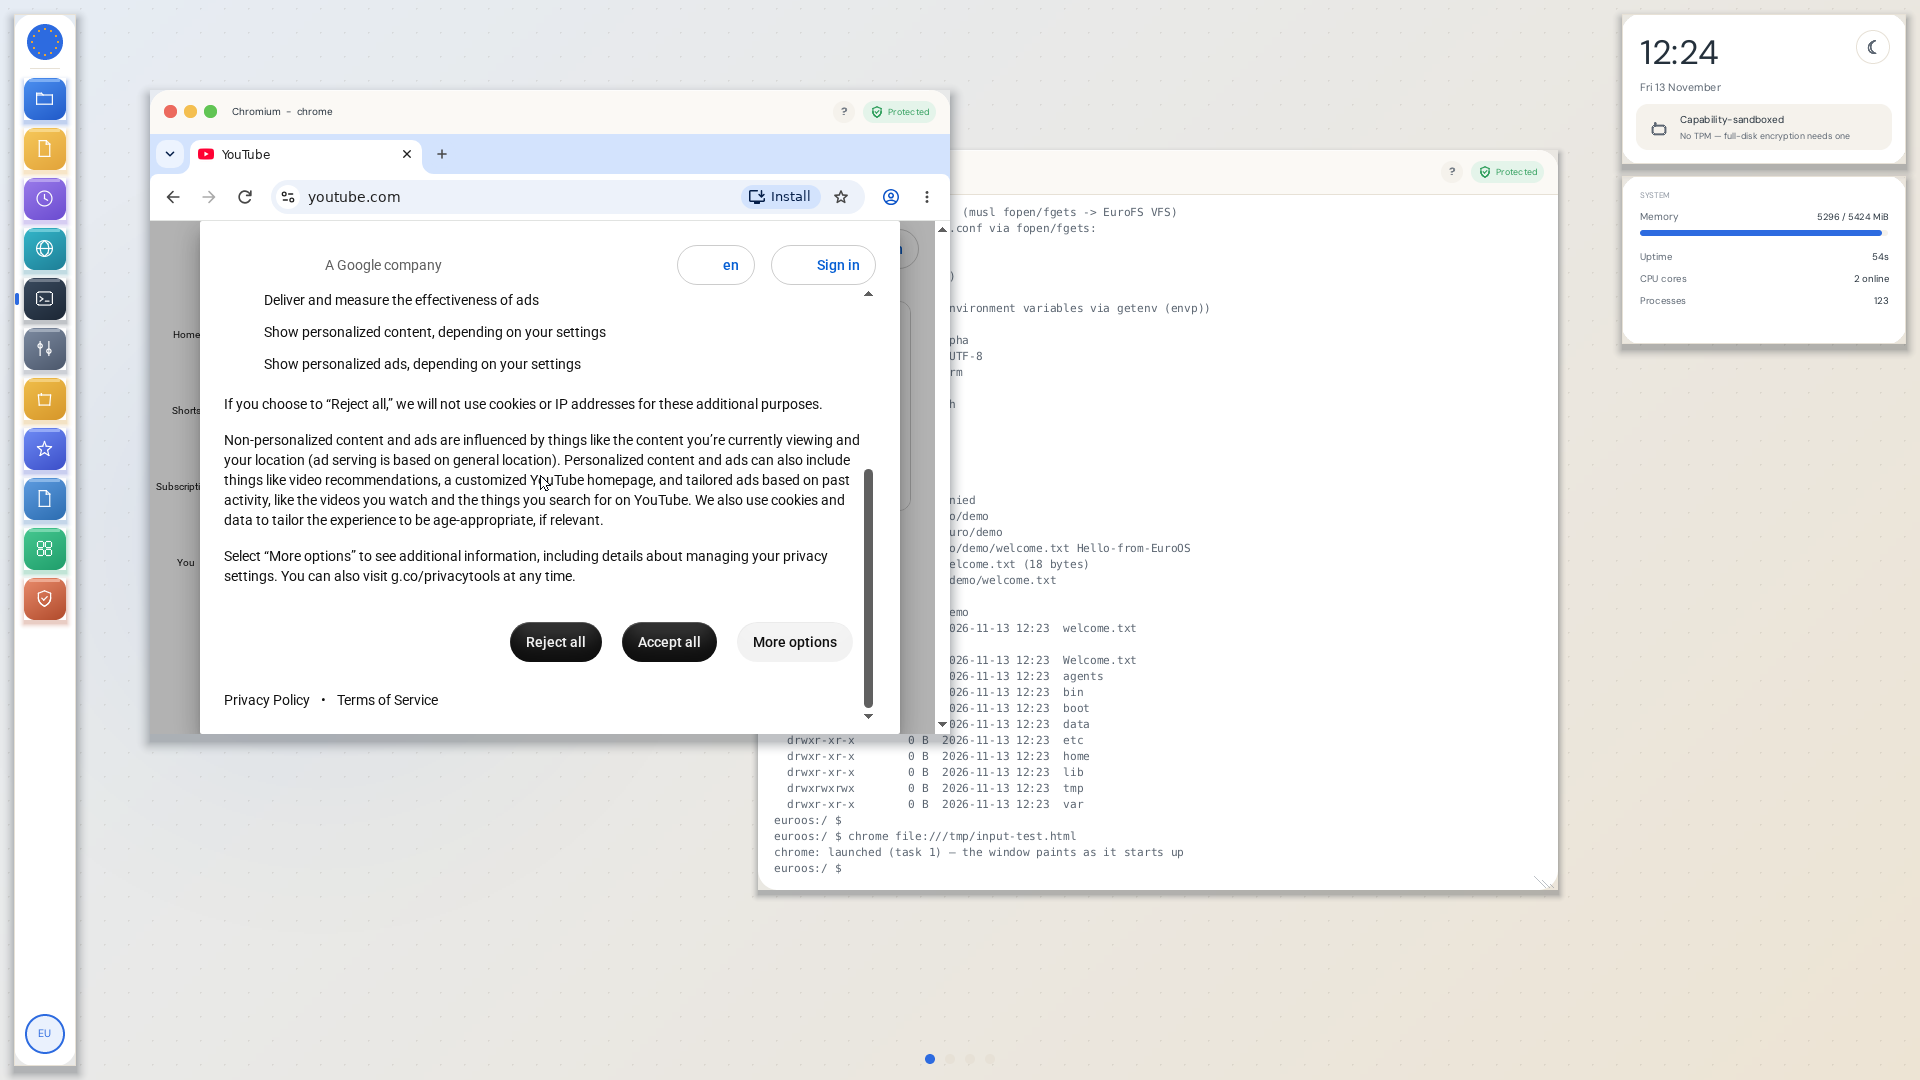 12:24
Fri 13 November
Capability-sandboxed
No TPM — full-disk encryption needs one
SYSTEM
Memory 5296 / 5424 MiB
Uptime 54s
CPU cores 2 online
Processes 123
Chromium - chrome
? Protected
YouTube
youtube.com
Install
A Google company
en
Sign in
Home
Shorts
Subscripti
You
Deliver and measure the effectiveness of ads
Show personalized content, depending on your settings
Show personalized ads, depending on your settings
If you choose to “Reject all,” we will not use cookies or IP addresses for these additional purposes.
Non-personalized content and ads are influenced by things like the content you’re currently viewing and
your location (ad serving is based on general location). Personalized content and ads can also include
things like video recommendations, a customized YouTube homepage, and tailored ads based on past
activity, like the videos you watch and the things you search for on YouTube. We also use cookies and
data to tailor the experience to be age-appropriate, if relevant.
Select “More options” to see additional information, including details about managing your privacy
settings. You can also visit g.co/privacytools at any time.
Reject all
Accept all
More options
Privacy Policy • Terms of Service
? Protected
(musl fopen/fgets -> EuroFS VFS)
.conf via fopen/fgets:
)
nvironment variables via getenv (envp))
pha
UTF-8
rm
h
nied
o/demo
uro/demo
o/demo/welcome.txt Hello-from-EuroOS
elcome.txt (18 bytes)
demo/welcome.txt
emo
026-11-13 12:23 welcome.txt
026-11-13 12:23 Welcome.txt
026-11-13 12:23 agents
026-11-13 12:23 bin
026-11-13 12:23 boot
026-11-13 12:23 data
drwxr-xr-x 0 B 2026-11-13 12:23 etc
drwxr-xr-x 0 B 2026-11-13 12:23 home
drwxr-xr-x 0 B 2026-11-13 12:23 lib
drwxrwxrwx 0 B 2026-11-13 12:23 tmp
drwxr-xr-x 0 B 2026-11-13 12:23 var
euroos:/ $
euroos:/ $ chrome file:///tmp/input-test.html
chrome: launched (task 1) — the window paints as it starts up
euroos:/ $
EU